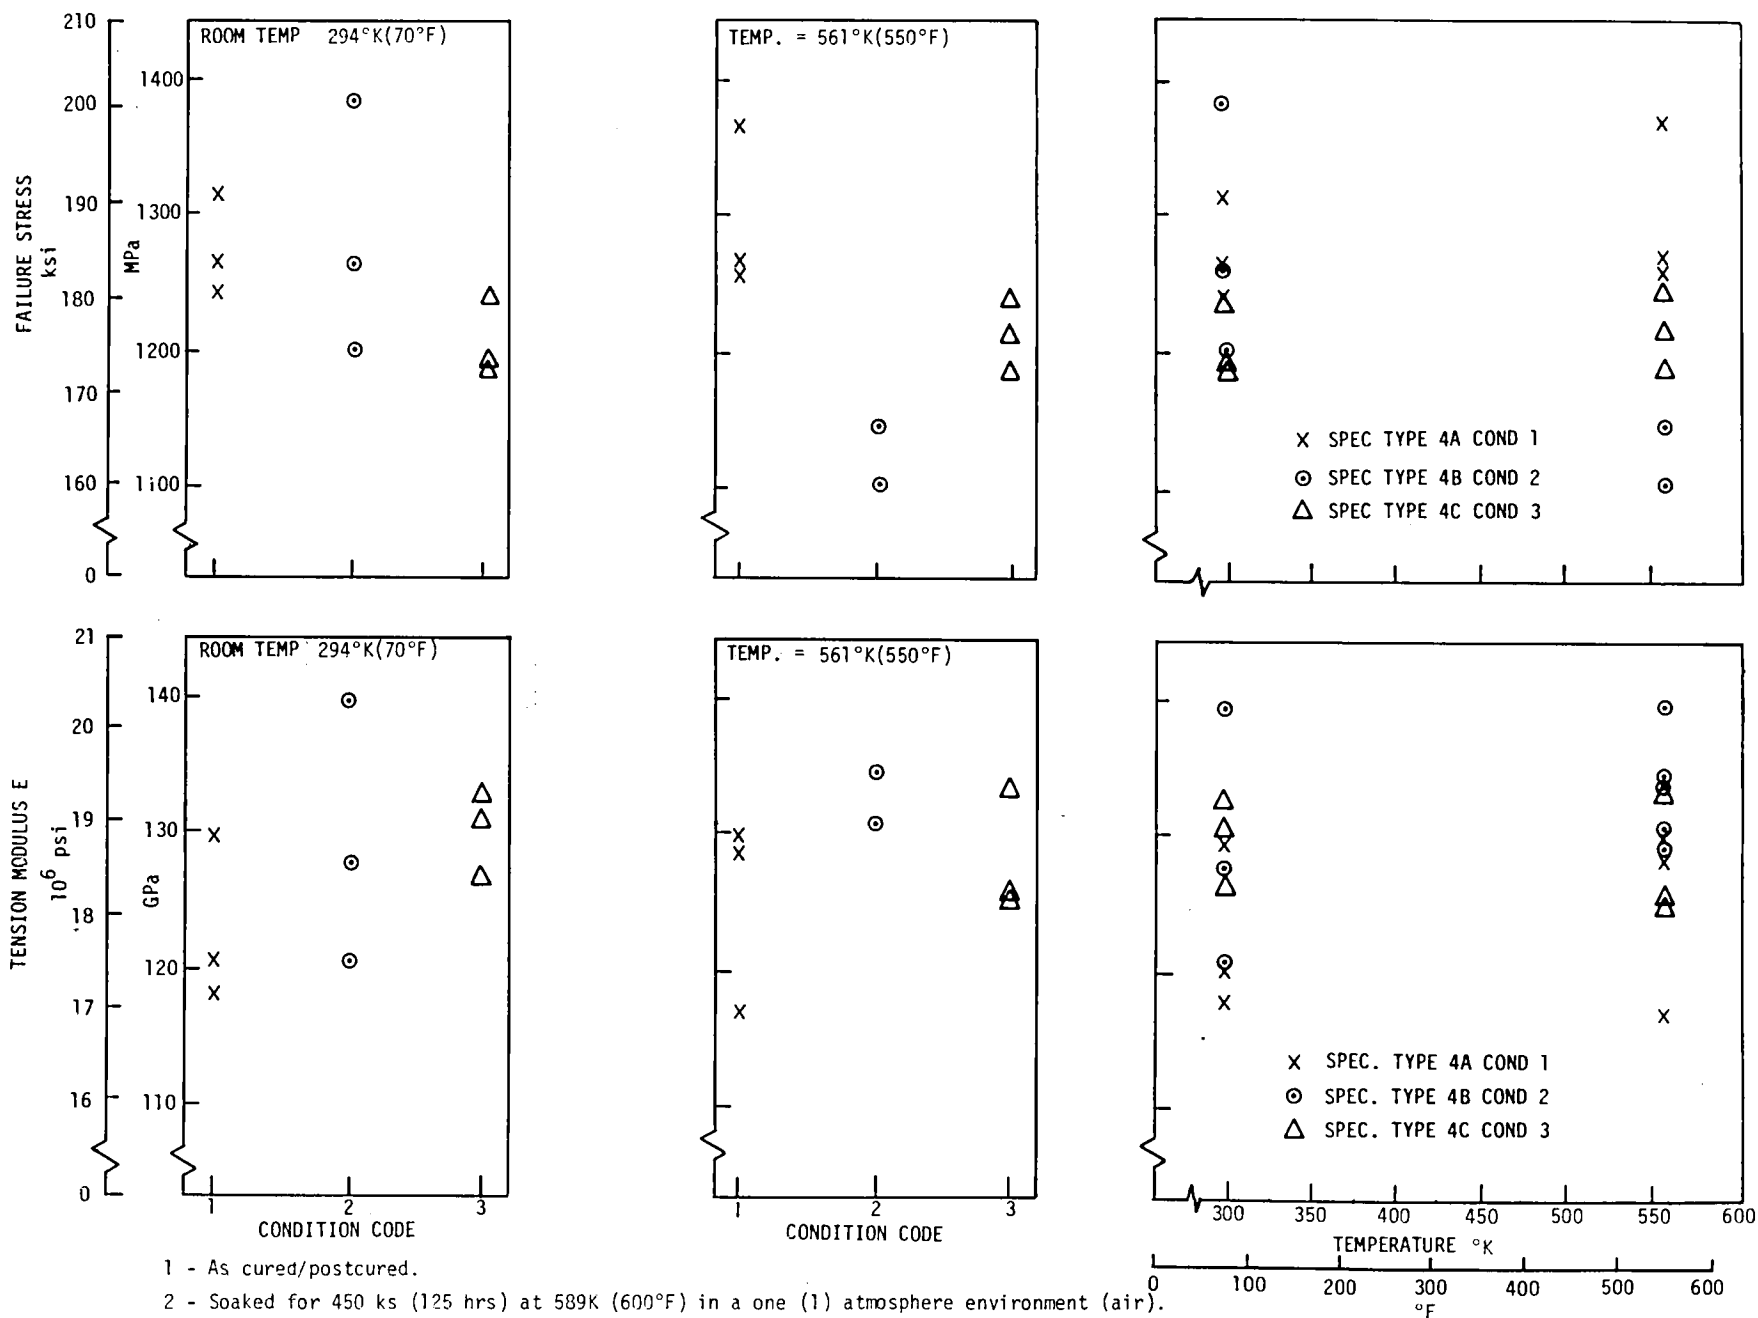 ROOM TEMP 294°K(70°F)
TEMP. = 561°K(550°F)
210
200
190
180
170
160
0
FAILURE STRESS
ksi
1400
1300
1200
1100
MPa
X SPEC TYPE 4A COND 1
⊙ SPEC TYPE 4B COND 2
△ SPEC TYPE 4C COND 3
ROOM TEMP 294°K(70°F)
TEMP. = 561°K(550°F)
21
20
19
18
17
16
0
TENSION MODULUS E
10⁶ psi
140
130
120
110
GPa
X SPEC. TYPE 4A COND 1
⊙ SPEC. TYPE 4B COND 2
△ SPEC. TYPE 4C COND 3
1 2 3
CONDITION CODE
1 2 3
CONDITION CODE
300 350 400 450 500 550 600
TEMPERATURE °K
0 100 200 300 400 500 600
°F
1 - As cured/postcured.
2 - Soaked for 450 ks (125 hrs) at 589K (600°F) in a one (1) atmosphere environment (air).